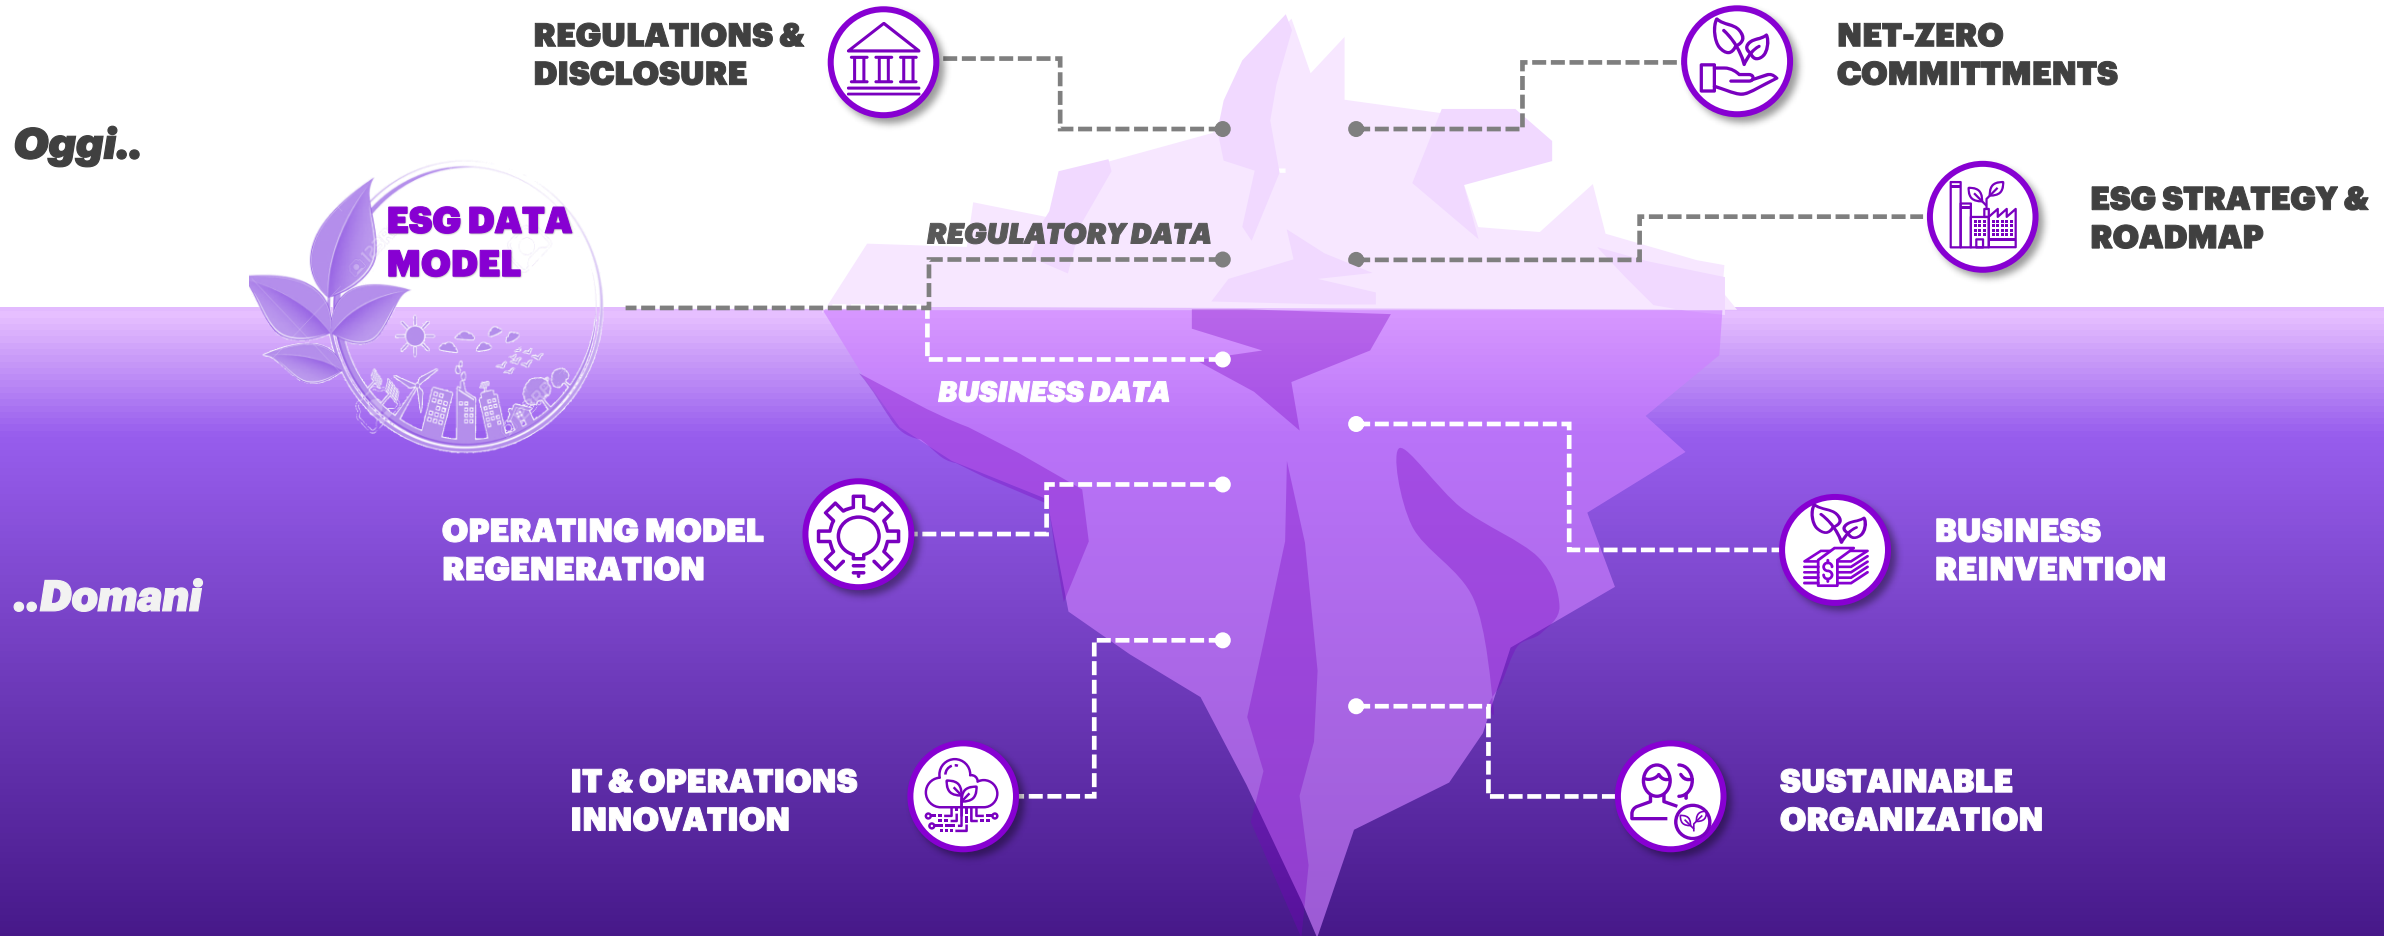 REGULATIONS &
DISCLOSURE
NET-ZERO
COMMITTMENTS
Oggi..
ESG DATA
MODEL
REGULATORY DATA
ESG STRATEGY &
ROADMAP
BUSINESS DATA
OPERATING MODEL
REGENERATION
BUSINESS
REINVENTION
..Domani
IT & OPERATIONS
INNOVATION
SUSTAINABLE
ORGANIZATION